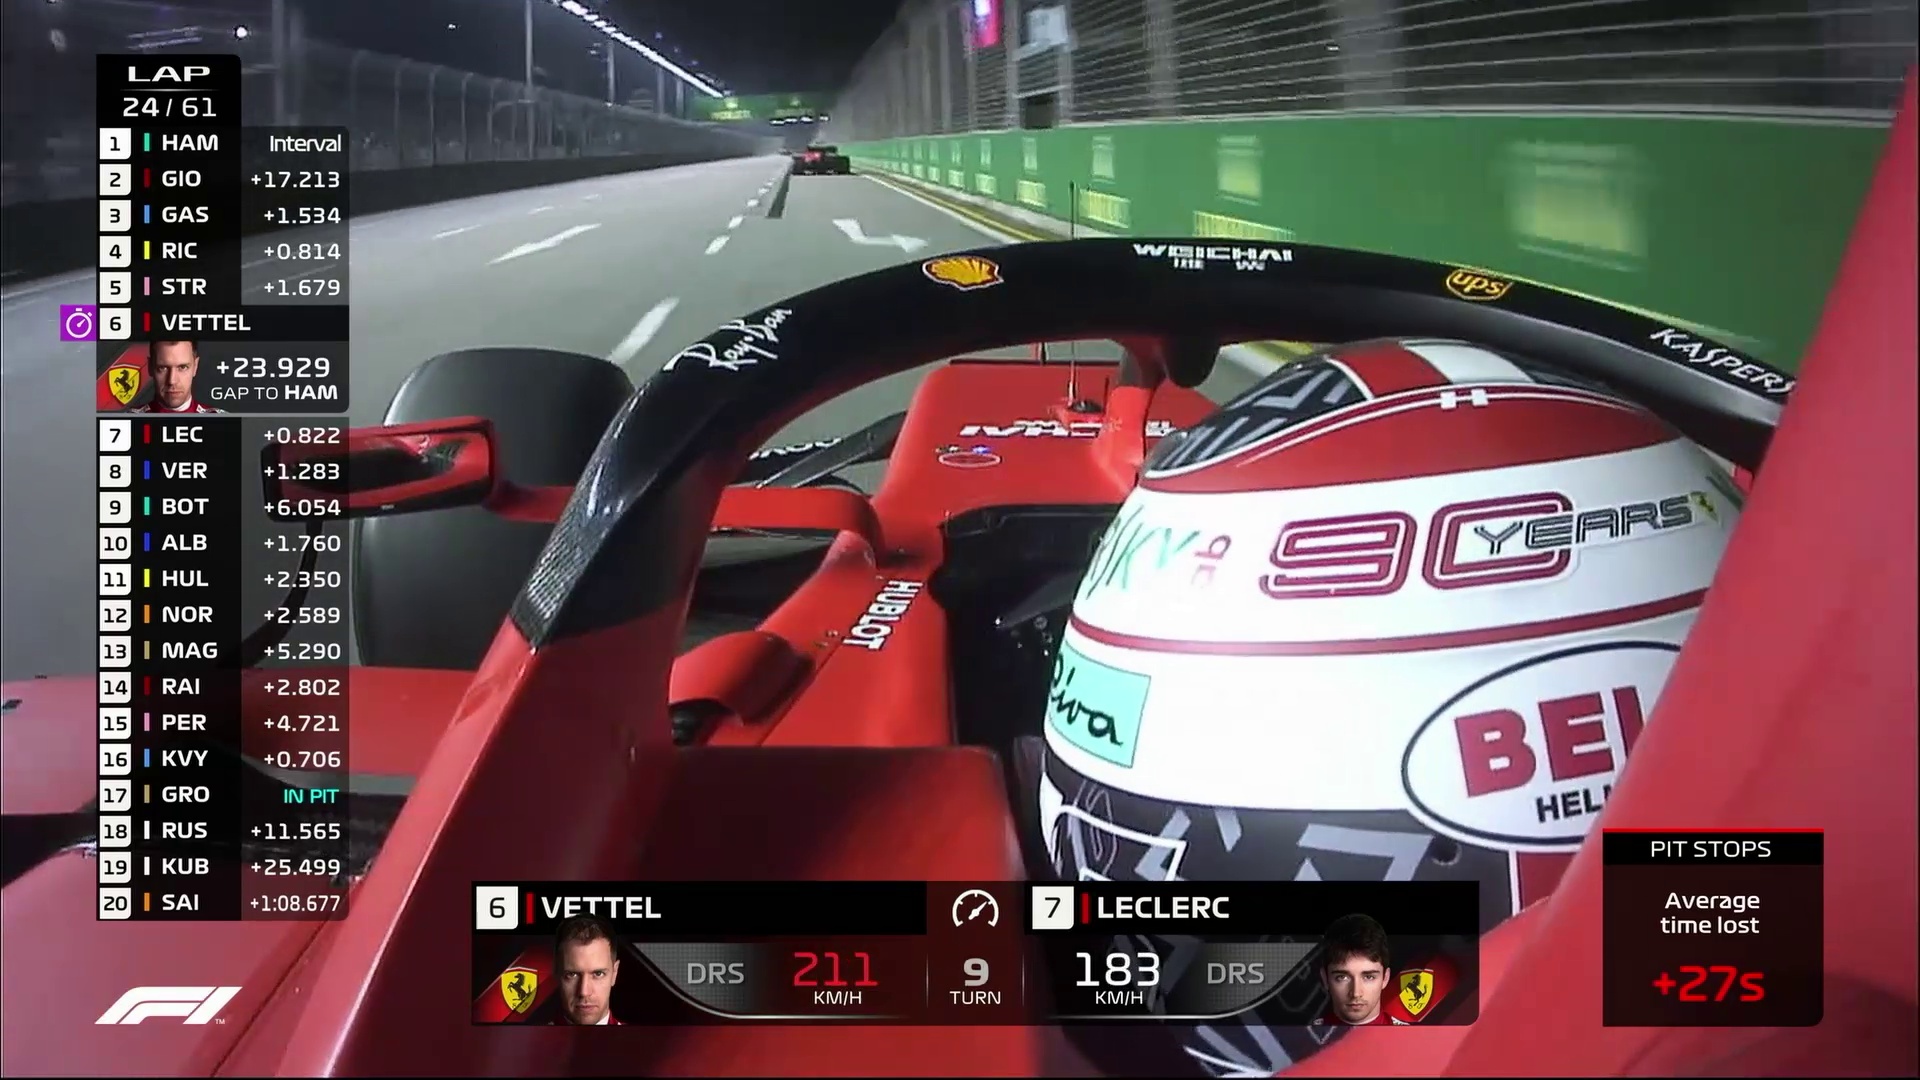 LAP
24 / 61
1 HAM Interval
2 GIO +17.213
3 GAS +1.534
4 RIC +0.814
5 STR +1.679
6 VETTEL
+23.929
GAP TO HAM
7 LEC +0.822
8 VER +1.283
9 BOT +6.054
10 ALB +1.760
11 HUL +2.350
12 NOR +2.589
13 MAG +5.290
14 RAI +2.802
15 PER +4.721
16 KVY +0.706
17 GRO IN PIT
18 RUS +11.565
19 KUB +25.499
20 SAI +1:08.677
WEICHAI
ups
Ray-Ban
KASPERS
90 YEARS
HUBLOT
Riva
BEL
HEL
6 VETTEL
DRS 211
KM/H
9
TURN
7 LECLERC
183 DRS
KM/H
PIT STOPS
Average
time lost
+27s
F1